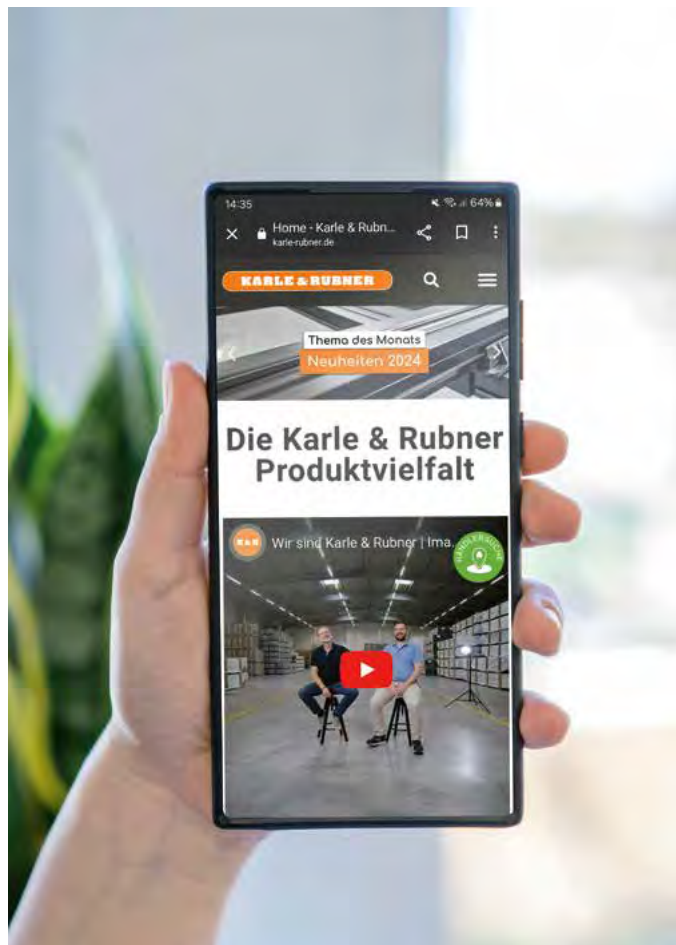 14:35
64%
Home - Karle & Rubn...
karle-rubner.de
KARLE & RUBNER
Thema des Monats
Neuheiten 2024
Die Karle & Rubner
Produktvielfalt
K&R
Wir sind Karle & Rubner | Ima...
HÄNDLERSUCHE